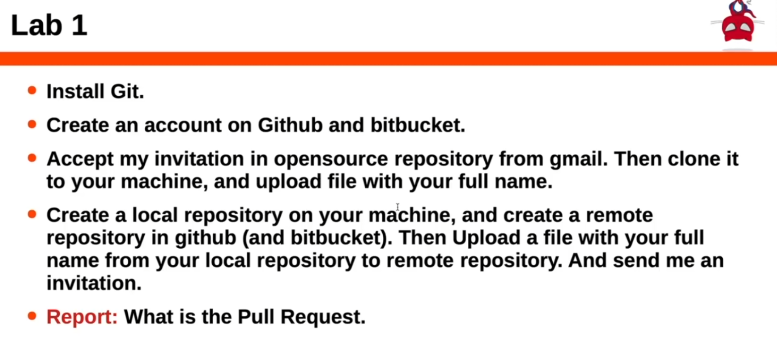 Lab 1
Install Git.
Create an account on Github and bitbucket.
Accept my invitation in opensource repository from gmail. Then clone it
to your machine, and upload file with your full name.
Create a local repository on your machine, and create a remote
repository in github (and bitbucket). Then Upload a file with your full
name from your local repository to remote repository. And send me an
invitation.
Report: What is the Pull Request.